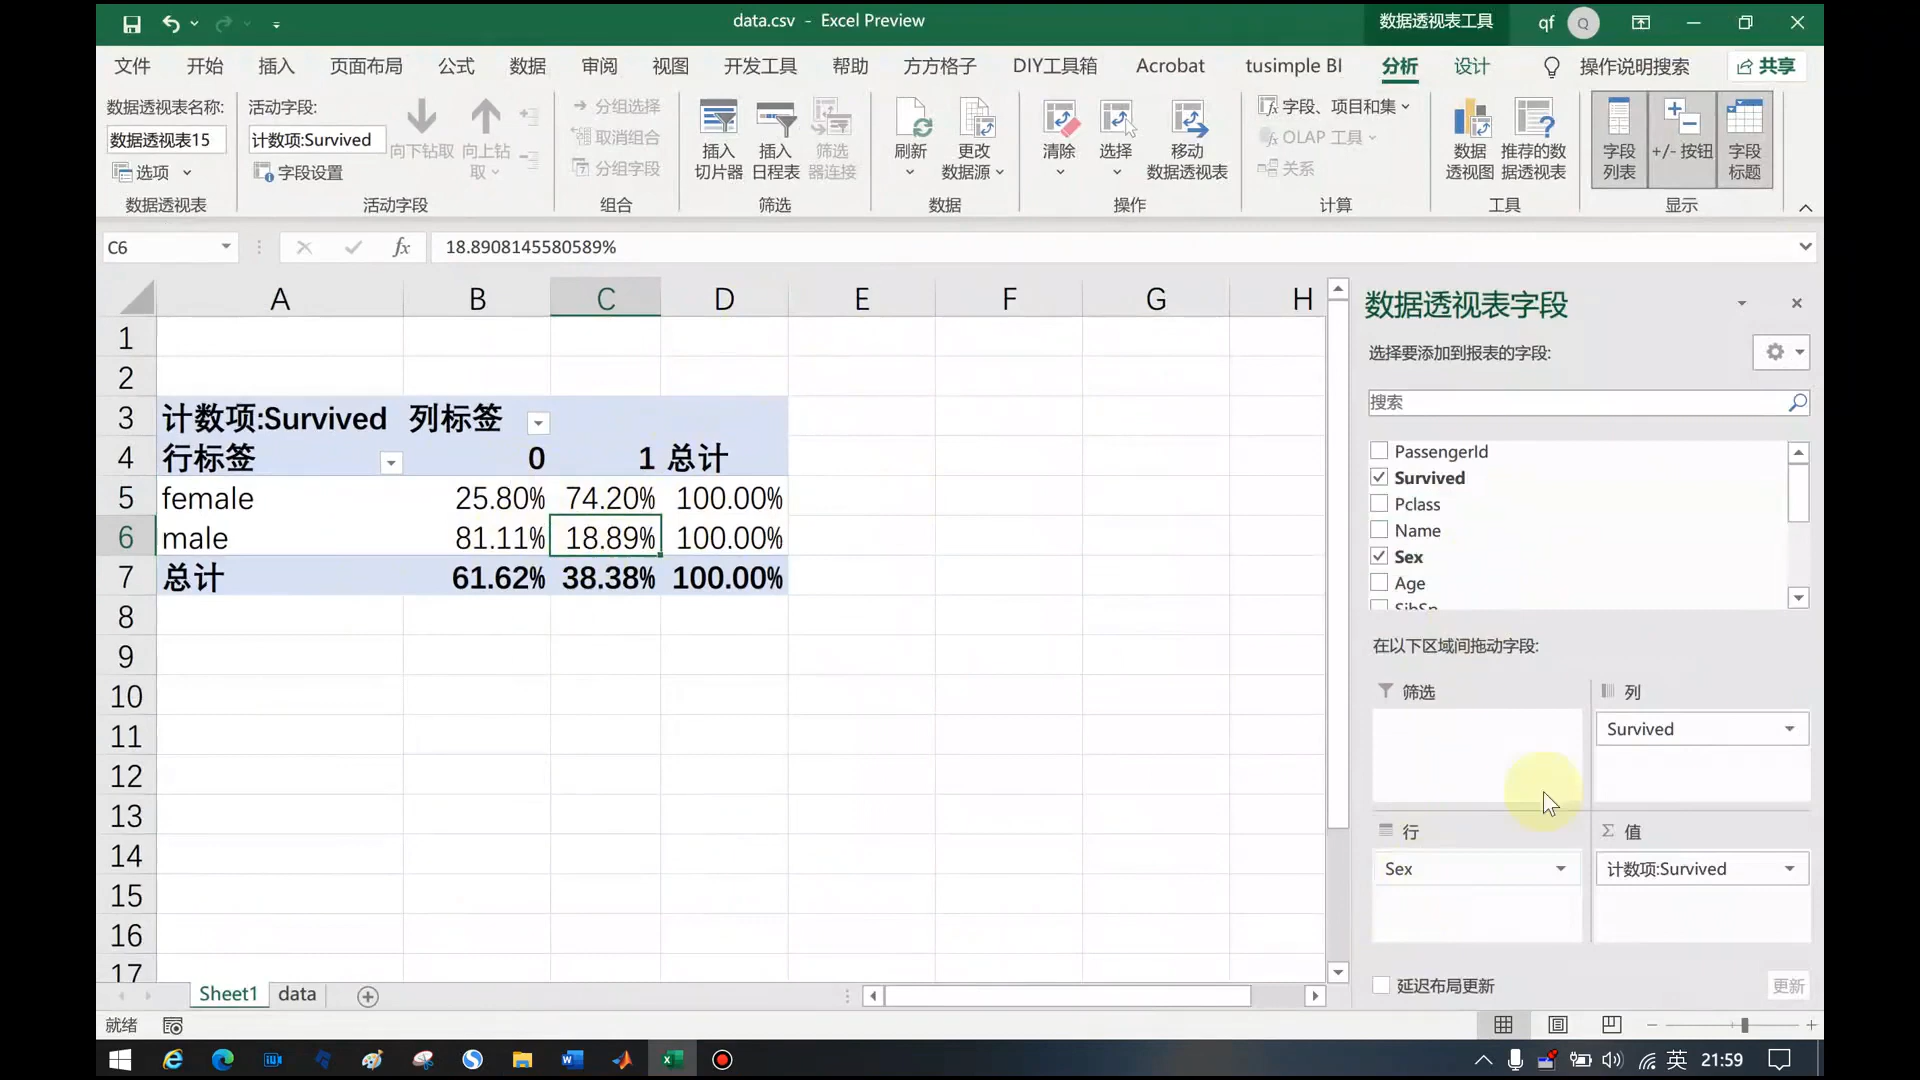 data.csv - Excel Preview
数据透视表工具
qf
Q
文件 开始 插入 页面布局 公式 数据 审阅 视图 开发工具 帮助 方方格子 DIY工具箱 Acrobat tusimple BI 分析 设计 操作说明搜索 共享
数据透视表名称:
数据透视表15
选项
数据透视表
活动字段:
计数项:Survived
字段设置
向下钻取
向上钻取
活动字段
分组选择
取消组合
分组字段
组合
插入切片器
插入日程表
筛选器连接
筛选
刷新
更改数据源
数据
清除
选择
移动数据透视表
操作
字段、项目和集
OLAP 工具
关系
计算
数据透视图
推荐的数据透视表
工具
字段列表
+/- 按钮
字段标题
显示
C6
fx
18.8908145580589%
A B C D E F G H
1
2
3 计数项:Survived 列标签
4 行标签 0 1 总计
5 female 25.80% 74.20% 100.00%
6 male 81.11% 18.89% 100.00%
7 总计 61.62% 38.38% 100.00%
8
9
10
11
12
13
14
15
16
17
数据透视表字段
选择要添加到报表的字段:
搜索
PassengerId
Survived
Pclass
Name
Sex
Age
SibSp
在以下区域间拖动字段:
筛选
列
Survived
行
Sex
Σ 值
计数项:Survived
延迟布局更新
更新
Sheet1 data
就绪
英 21:59